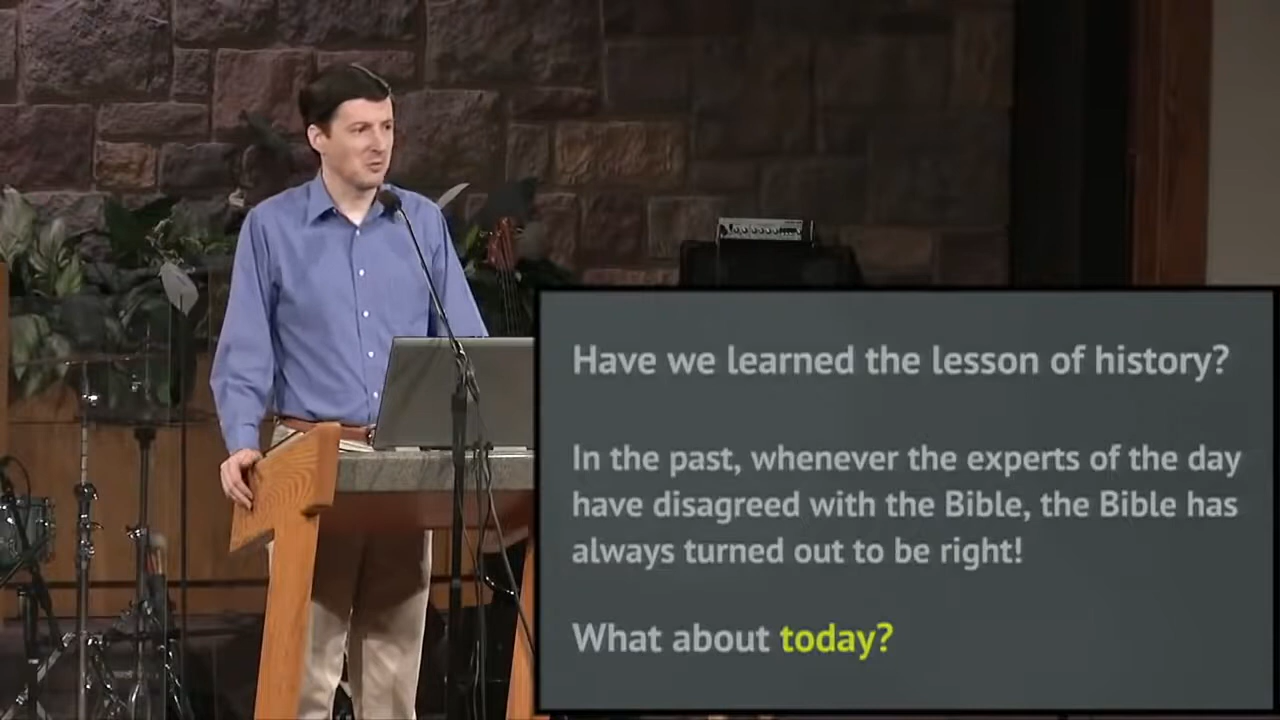 Have we learned the lesson of history?
In the past, whenever the experts of the day
have disagreed with the Bible, the Bible has
always turned out to be right!
What about today?